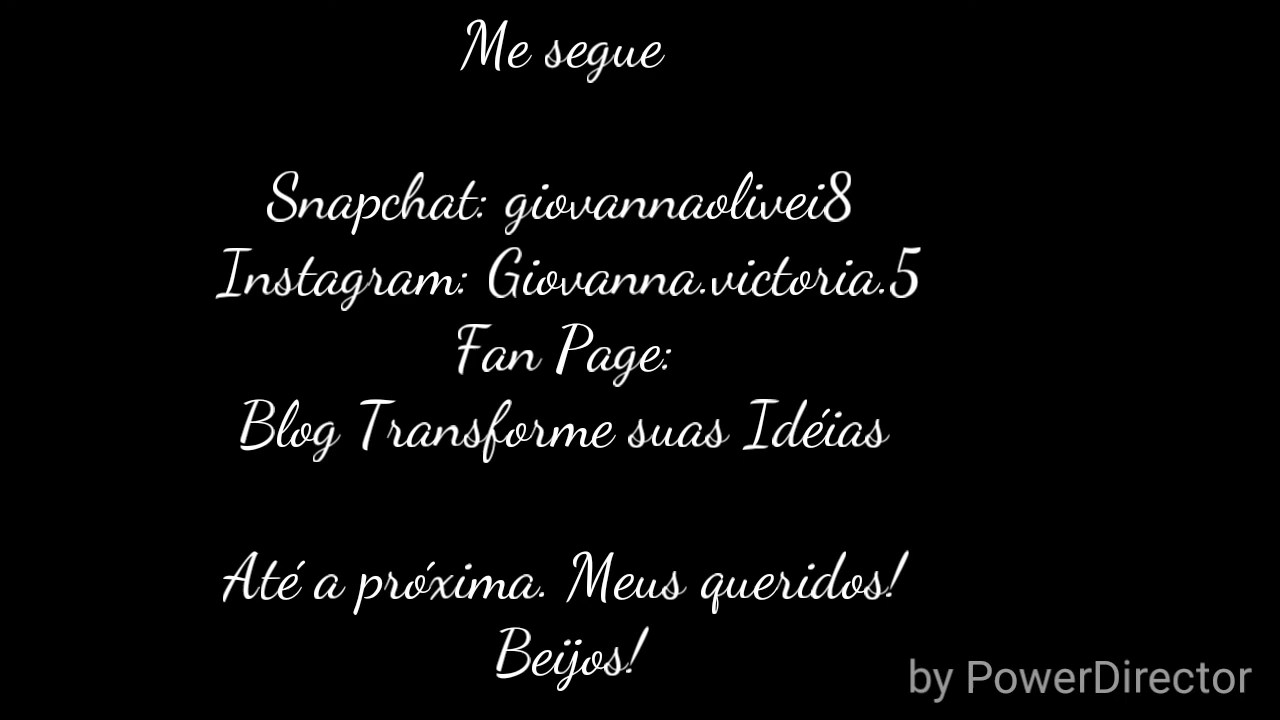 Me segue
Snapchat: giovannaolivei8
Instagram: Giovanna.victoria.5
Fan Page:
Blog Transforme suas Idéias
Até a próxima. Meus queridos!
Beijos!
by PowerDirector